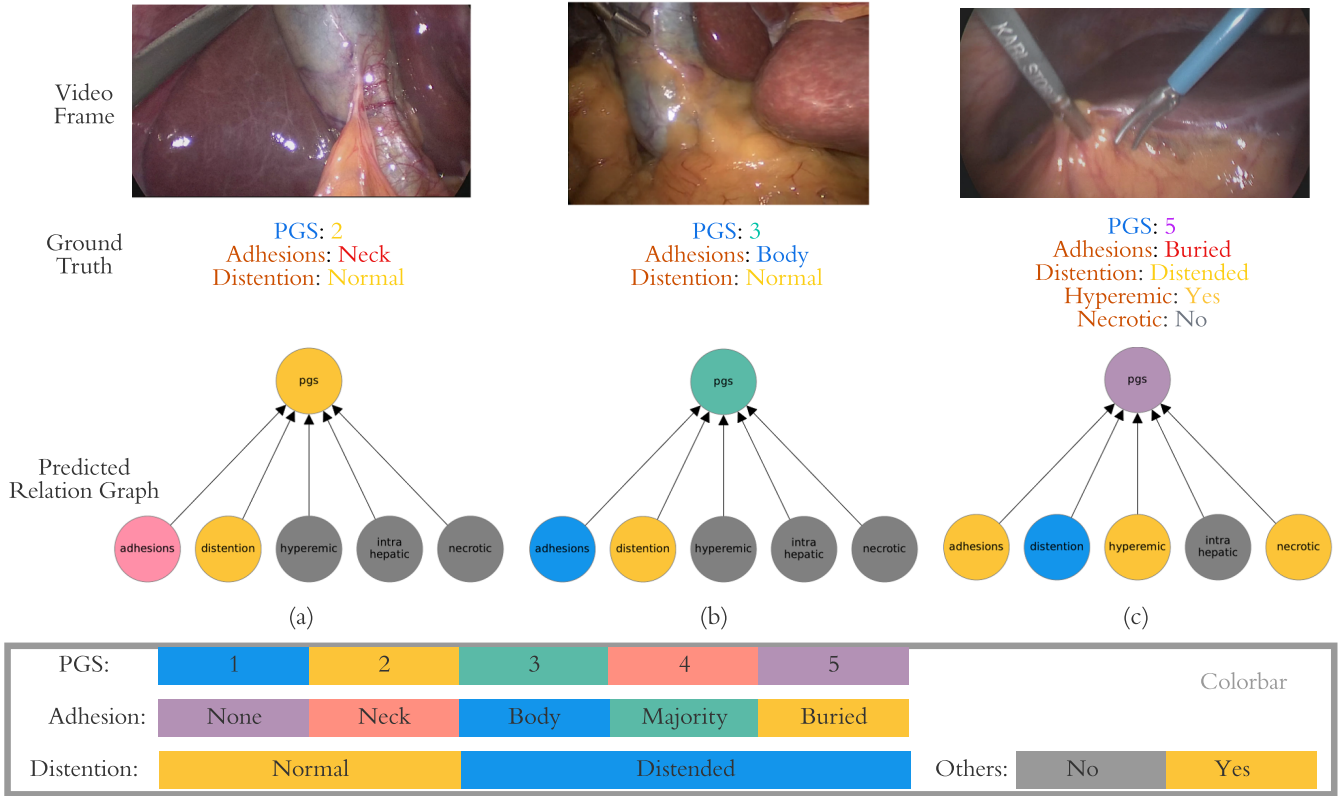 Video
Frame
KARL STORZ
Ground
Truth
PGS: 2
Adhesions: Neck
Distention: Normal
PGS: 3
Adhesions: Body
Distention: Normal
PGS: 5
Adhesions: Buried
Distention: Distended
Hyperemic: Yes
Necrotic: No
Predicted
Relation Graph
pgs
adhesions
distention
hyperemic
intra
hepatic
necrotic
(a)
pgs
adhesions
distention
hyperemic
intra
hepatic
necrotic
(b)
pgs
adhesions
distention
hyperemic
intra
hepatic
necrotic
(c)
PGS: 1 2 3 4 5
Colorbar
Adhesion: None Neck Body Majority Buried
Distention: Normal Distended
Others: No Yes